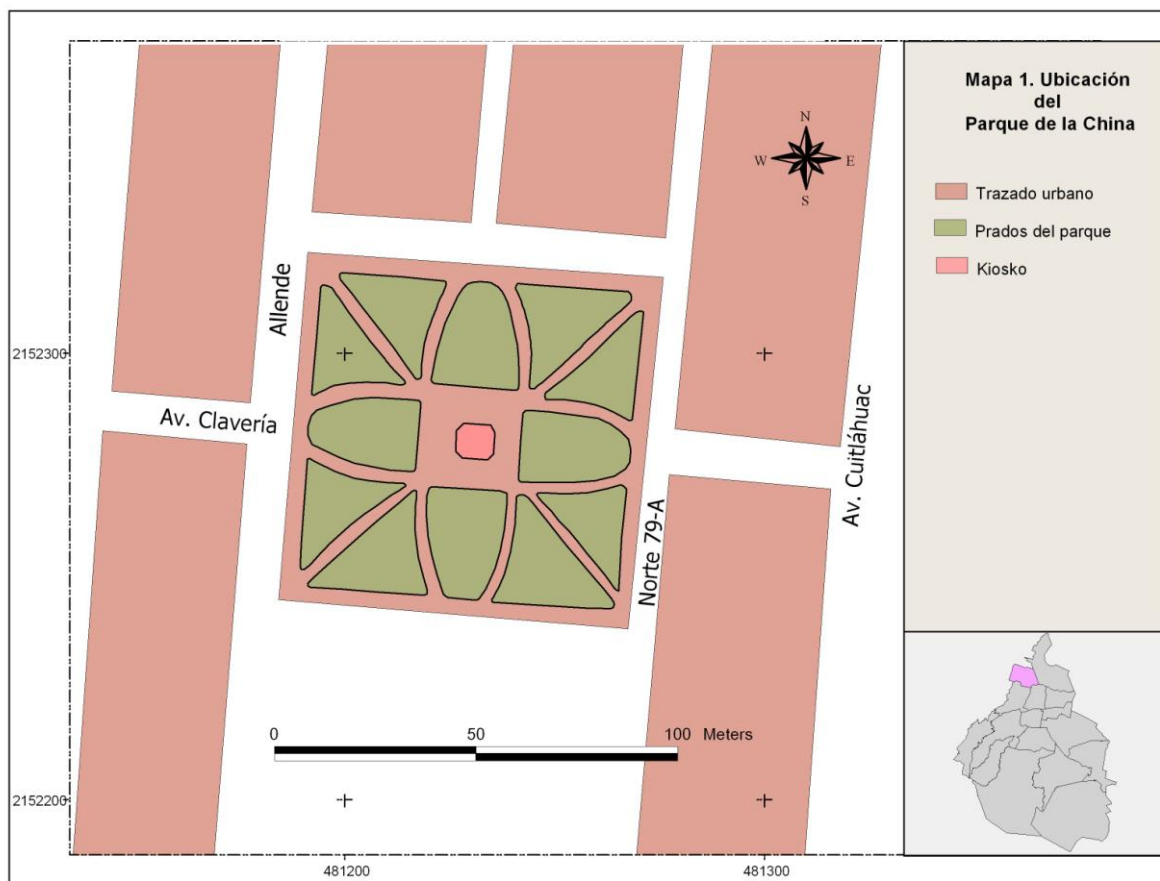 Mapa 1. Ubicación
del
Parque de la China
N
W
E
S
Trazado urbano
Prados del parque
Kiosko
Allende
2152300
Av. Clavería
Av. Cuitláhuac
Norte 79-A
0 50 100 Meters
2152200
481200
481300